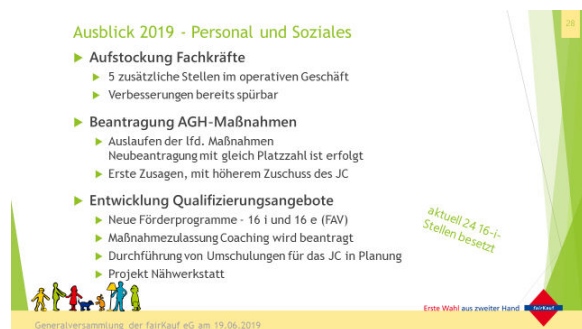 28
Ausblick 2019 - Personal und Soziales
Aufstockung Fachkräfte
5 zusätzliche Stellen im operativen Geschäft
Verbesserungen bereits spürbar
Beantragung AGH-Maßnahmen
Auslaufen der lfd. Maßnahmen
Neubeantragung mit gleich Platzzahl ist erfolgt
Erste Zusagen, mit höherem Zuschuss des JC
Entwicklung Qualifizierungsangebote
Neue Förderprogramme - 16 i und 16 e (FAV)
Maßnahmezulassung Coaching wird beantragt
Durchführung von Umschulungen für das JC in Planung
Projekt Nähwerkstatt
aktuell 24 16-i-
Stellen besetzt
Erste Wahl aus zweiter Hand
fairKauf
Generalversammlung der fairKauf eG am 19.06.2019